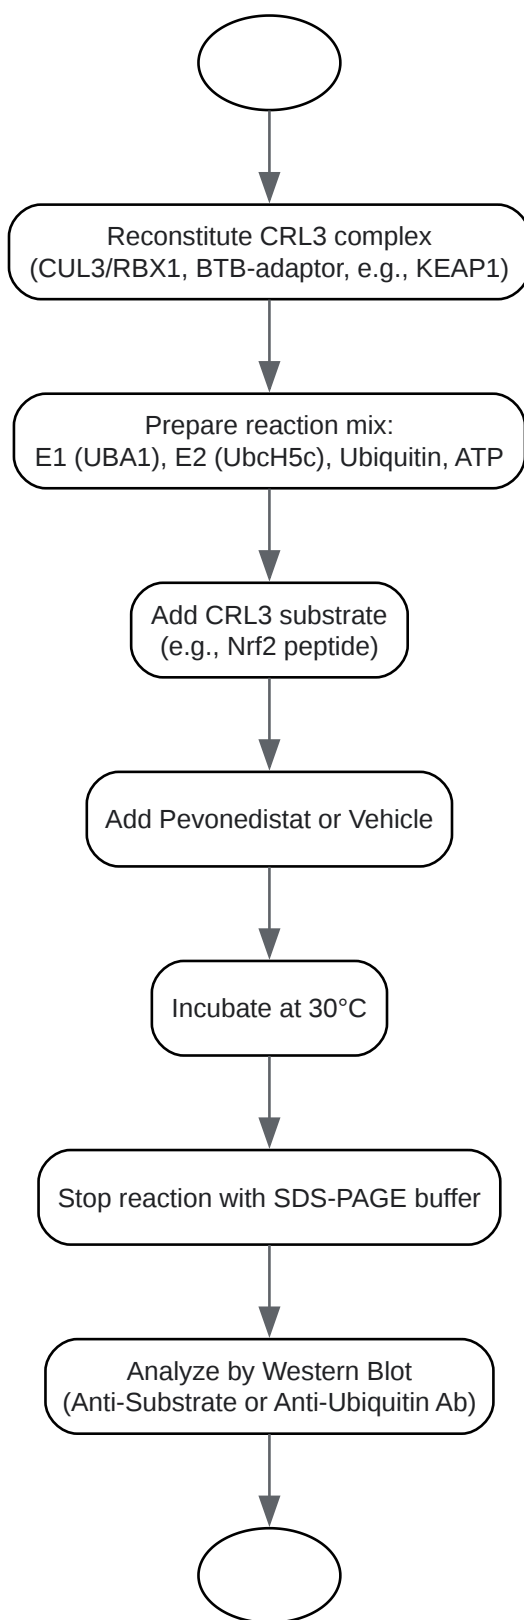 Reconstitute CRL3 complex
(CUL3/RBX1, BTB-adaptor, e.g., KEAP1)
Prepare reaction mix:
E1 (UBA1), E2 (UbcH5c), Ubiquitin, ATP
Add CRL3 substrate
(e.g., Nrf2 peptide)
Add Pevonedistat or Vehicle
Incubate at 30°C
Stop reaction with SDS-PAGE buffer
Analyze by Western Blot
(Anti-Substrate or Anti-Ubiquitin Ab)